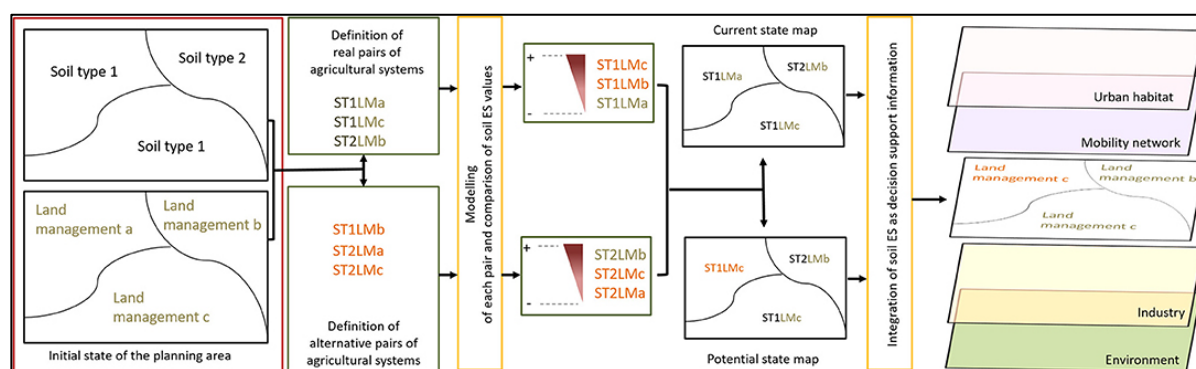 Soil type 1
Soil type 2
Soil type 1
Land
management a
Land
management b
Land
management c
Initial state of the planning area
Definition of
real pairs of
agricultural systems
ST1LMa
ST1LMc
ST2LMb
ST1LMb
ST2LMa
ST2LMc
Definition of
alternative pairs of
agricultural systems
Modelling
of each pair and comparison of soil ES values
+
-
ST1LMc
ST1LMb
ST1LMa
+
-
ST2LMb
ST2LMc
ST2LMa
Current state map
ST1LMa
ST2LMb
ST1LMc
ST1LMc
ST2LMb
ST1LMc
Potential state map
Integration of soil ES as decision support information
Urban habitat
Mobility network
Land
management c
Land
management b
Land
management c
Industry
Environment